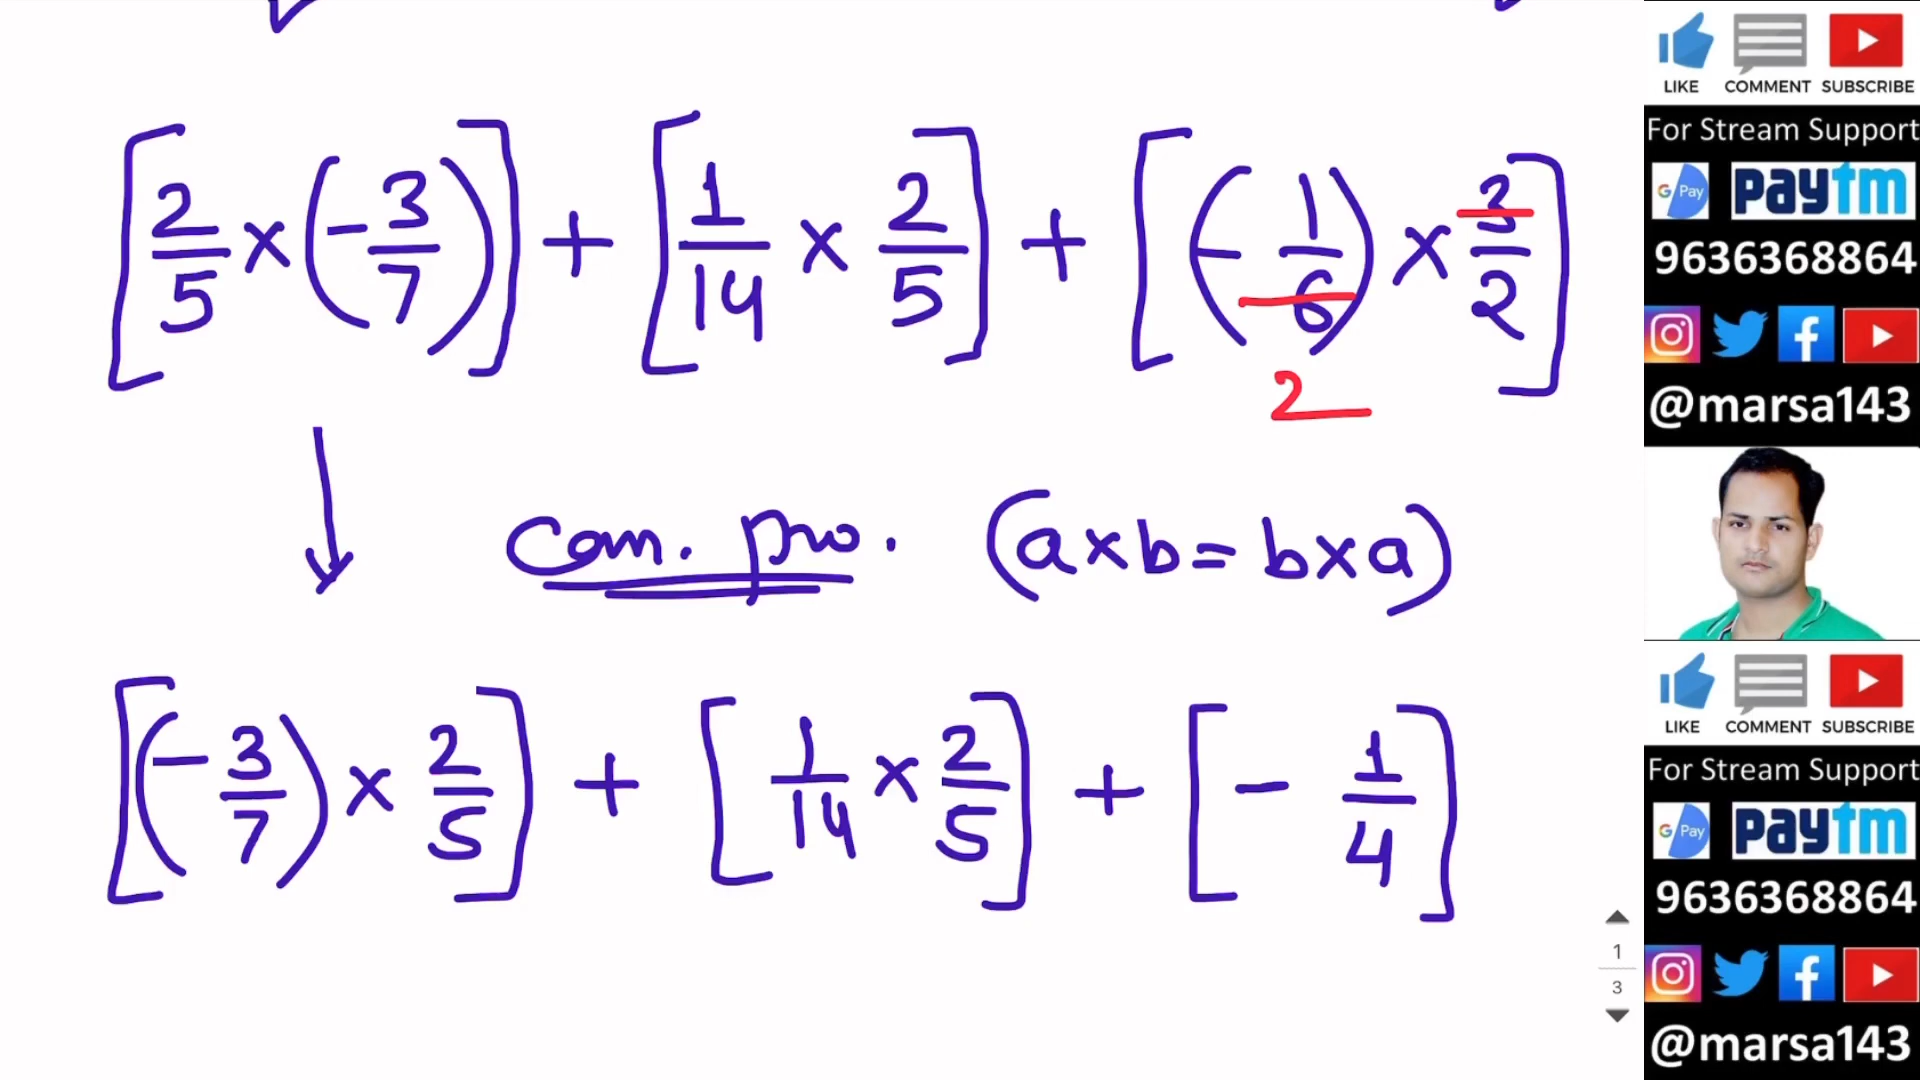 [2/5 × (-3/7)] + [1/14 × 2/5] + [(-1/6) × 3/2]
2
Com. pro. (a×b = b×a)
[(-3/7) × 2/5] + [1/14 × 2/5] + [-1/4]
LIKE COMMENT SUBSCRIBE
For Stream Support
G Pay paytm
9636368864
@marsa143
LIKE COMMENT SUBSCRIBE
For Stream Support
G Pay paytm
9636368864
@marsa143
1
3